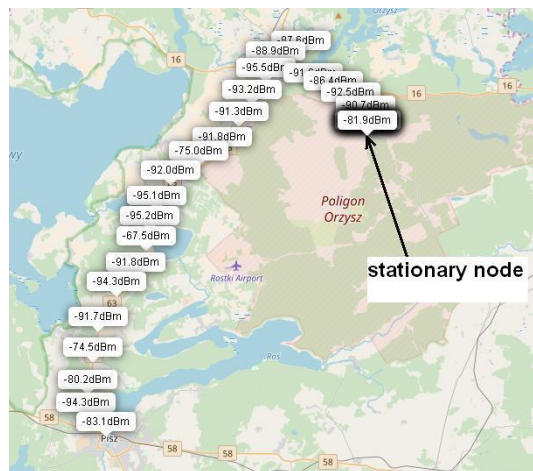 -87.6dBm
-88.9dBm
-95.5dBm
-86.4dBm
16
-93.2dBm
-92.5dBm
16
-90.7dBm
-91.3dBm
-81.9dBm
-91.8dBm
-75.0dBm
-92.0dBm
-95.1dBm
Poligon
Orzysz
-95.2dBm
-67.5dBm
-91.8dBm
stationary node
-94.3dBm
Rostki Airport
63
-91.7dBm
-74.5dBm
Ros
-80.2dBm
-94.3dBm
58
-83.1dBm
Pisz
58
58
58